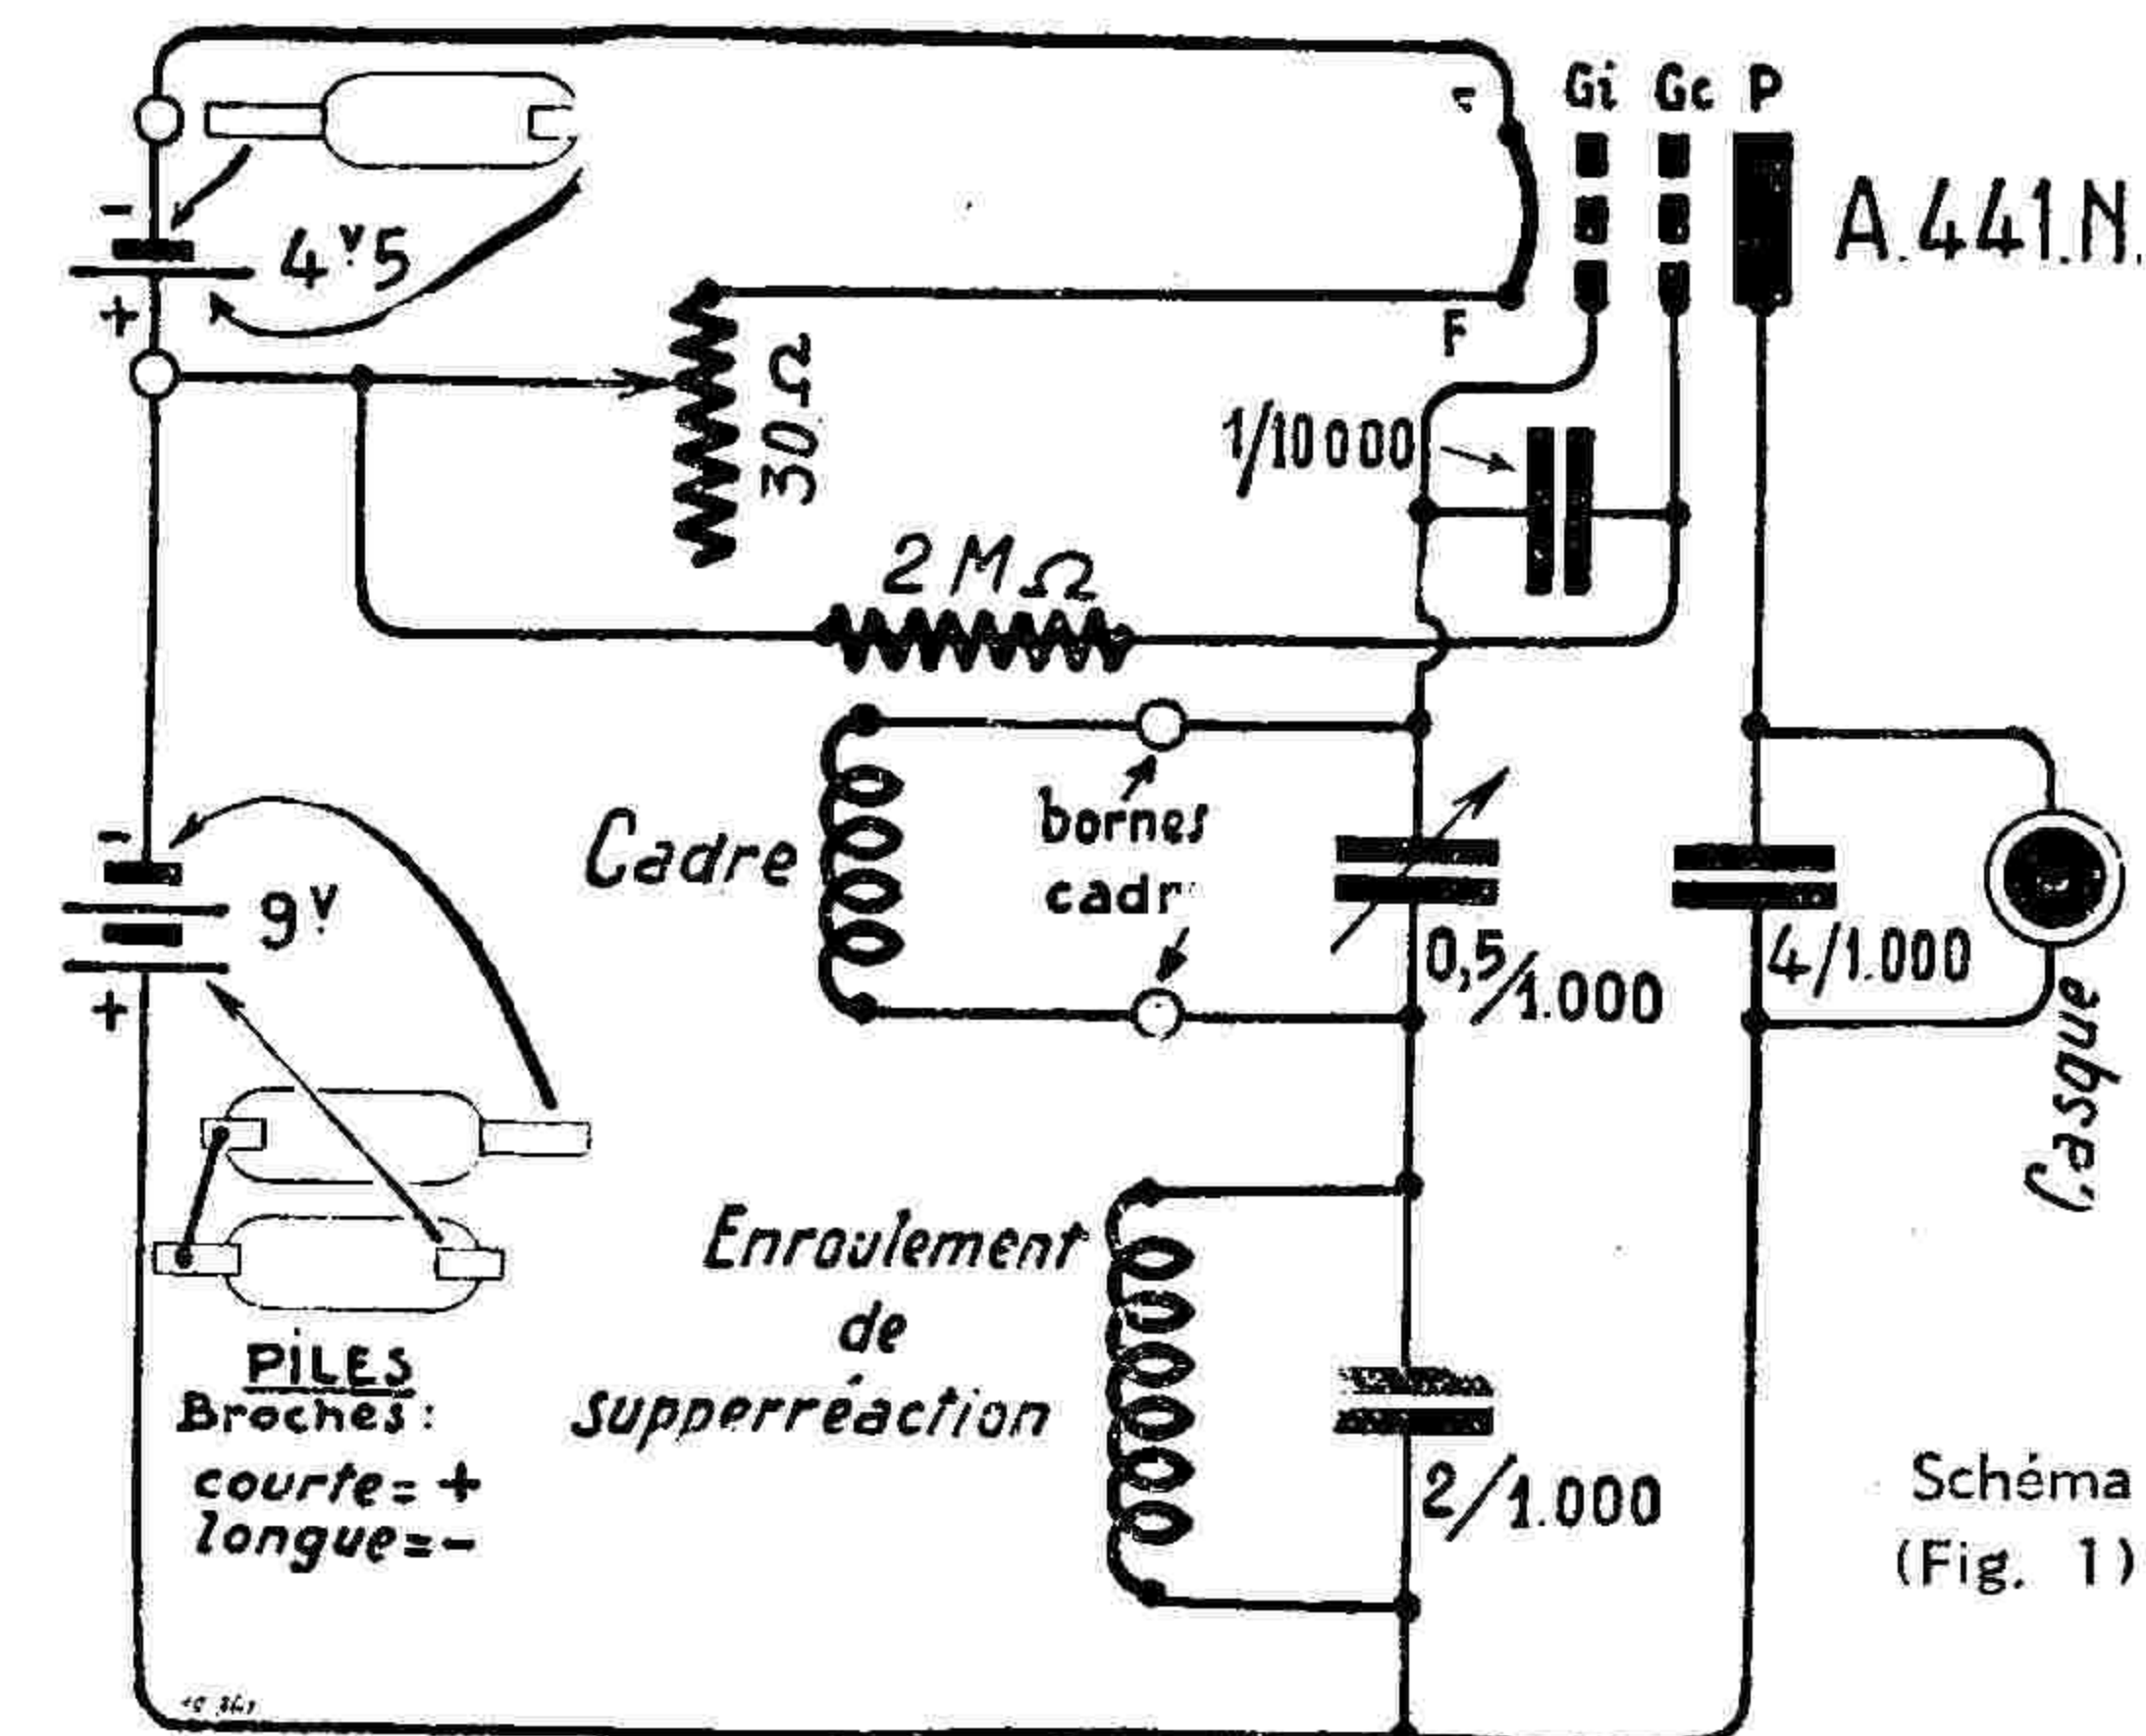 Gi Gc P
A.441.N.
-
4V5
+
F
30 Ω
1/10000
2 MΩ
Cadre
bornes
cadr
-
9V
+
0,5/1.000
4/1.000
Casque
Enroulement
de
supperréaction
2/1.000
PILES
Broches:
courte= +
longue= -
Schéma
(Fig. 1)